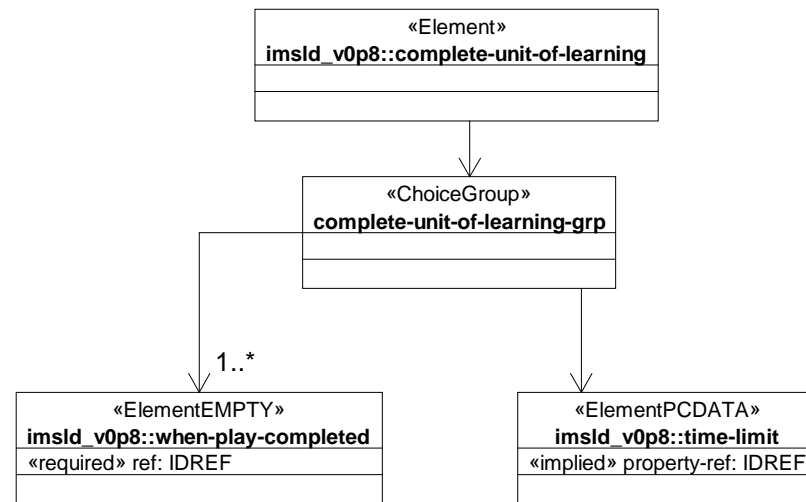 «Element»
imsld_v0p8::complete-unit-of-learning
«ChoiceGroup»
complete-unit-of-learning-grp
1..*
«ElementEMPTY»
imsld_v0p8::when-play-completed
«required» ref: IDREF
«ElementPCDATA»
imsld_v0p8::time-limit
«implied» property-ref: IDREF